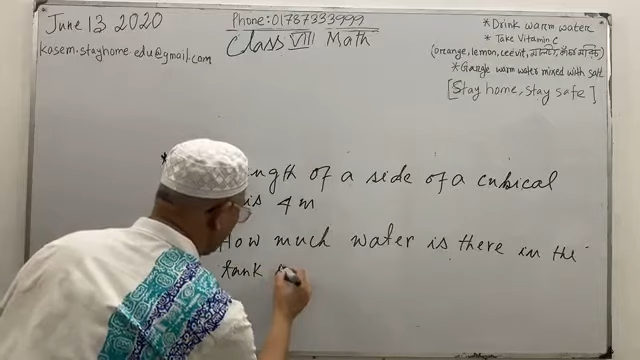 June 13 2020
kasem.stayhome.edu@gmail.com
Phone: 01787333999
Class VIII Math
* Drink warm water
* Take Vitamin C
(orange, lemon, ceevit,
* Gargle warm water mixed with salt
[Stay home, stay safe]
*
ngth of a side of a cubical
is 4 m
How much water is there in the
tank